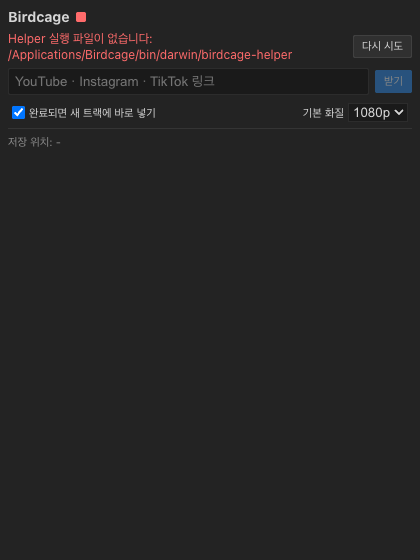 Birdcage
Helper 실행 파일이 없습니다:
/Applications/Birdcage/bin/darwin/birdcage-helper
다시 시도
YouTube · Instagram · TikTok 링크
받기
완료되면 새 트랙에 바로 넣기
기본 화질 1080p
저장 위치: -